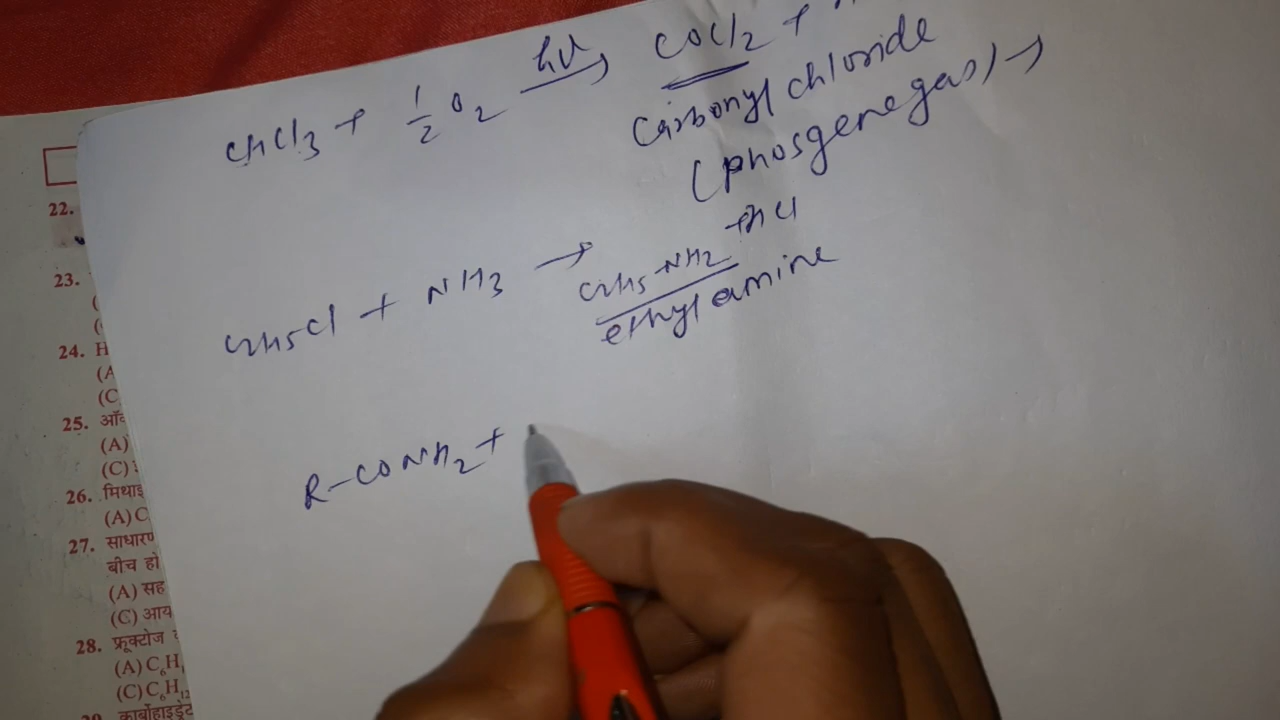 CHCl3 + 1/2 O2 hν → COCl2 +
Carbonyl chloride
(phosgene gas) →
C2H5Cl + NH3 → C2H5-NH2 + HCl
ethyl amine
R-CONH2 +
22.
23.
(
(
24. H
(A
(C
25.
(A)
(C)
26.
(A) C
27. साधारण
बीच हो
(A) सह
(C) आय
28. फ्रूक्टोज
(A) C6H
(C) C6H12